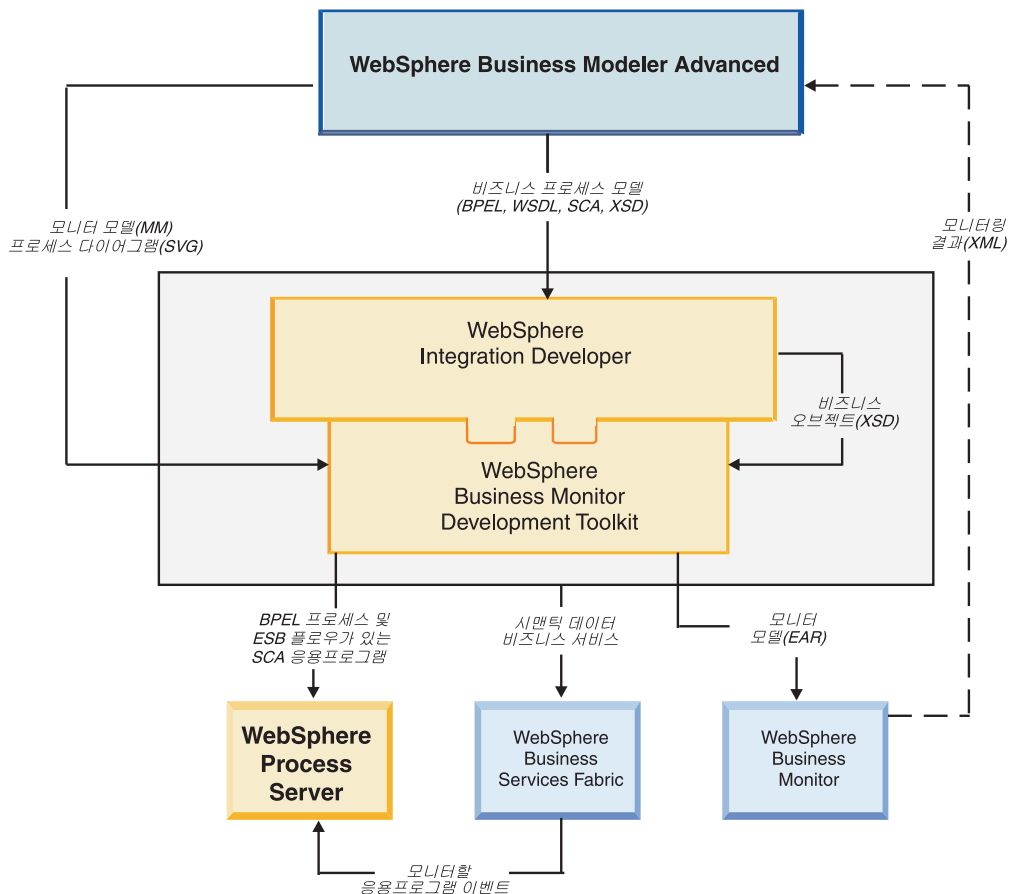 WebSphere Business Modeler Advanced
비즈니스 프로세스 모델
(BPEL, WSDL, SCA, XSD)
모니터 모델(MM)
프로세스 다이어그램(SVG)
모니터링
결과(XML)
WebSphere
Integration Developer
비즈니스
오브젝트(XSD)
WebSphere
Business Monitor
Development Toolkit
BPEL 프로세스 및
ESB 플로우가 있는
SCA 응용프로그램
시맨틱 데이터
비즈니스 서비스
모니터
모델(EAR)
WebSphere
Process
Server
WebSphere
Business
Services Fabric
WebSphere
Business
Monitor
모니터할
응용프로그램 이벤트